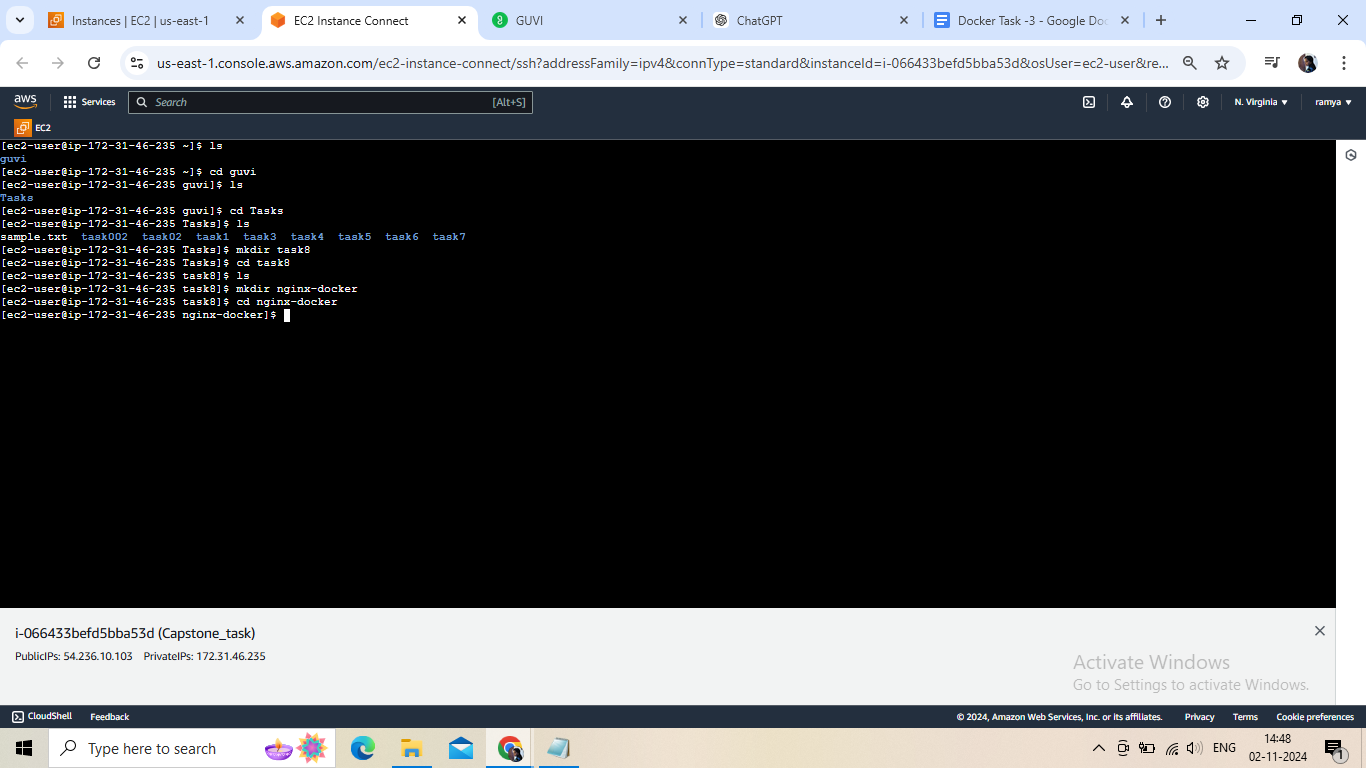 Instances | EC2 | us-east-1
EC2 Instance Connect
GUVI
ChatGPT
Docker Task -3 - Google Doc
us-east-1.console.aws.amazon.com/ec2-instance-connect/ssh?addressFamily=ipv4&connType=standard&instanceId=i-066433befd5bba53d&osUser=ec2-user&re...
aws
Services
Search
[Alt+S]
N. Virginia
ramya
EC2
[ec2-user@ip-172-31-46-235 ~]$ ls
guvi
[ec2-user@ip-172-31-46-235 ~]$ cd guvi
[ec2-user@ip-172-31-46-235 guvi]$ ls
Tasks
[ec2-user@ip-172-31-46-235 guvi]$ cd Tasks
[ec2-user@ip-172-31-46-235 Tasks]$ ls
sample.txt task002 task02 task1 task3 task4 task5 task6 task7
[ec2-user@ip-172-31-46-235 Tasks]$ mkdir task8
[ec2-user@ip-172-31-46-235 Tasks]$ cd task8
[ec2-user@ip-172-31-46-235 task8]$ ls
[ec2-user@ip-172-31-46-235 task8]$ mkdir nginx-docker
[ec2-user@ip-172-31-46-235 task8]$ cd nginx-docker
[ec2-user@ip-172-31-46-235 nginx-docker]$
i-066433befd5bba53d (Capstone_task)
PublicIPs: 54.236.10.103 PrivateIPs: 172.31.46.235
Activate Windows
Go to Settings to activate Windows.
CloudShell
Feedback
© 2024, Amazon Web Services, Inc. or its affiliates.
Privacy
Terms
Cookie preferences
Type here to search
ENG
14:48
02-11-2024
1